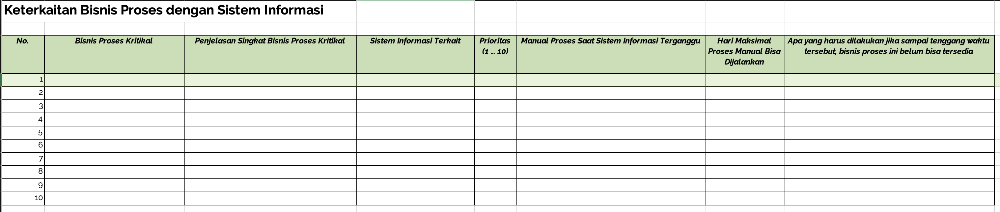 Keterkaitan Bisnis Proses dengan Sistem Informasi
No.
Bisnis Proses Kritikal
Penjelasan Singkat Bisnis Proses Kritikal
Sistem Informasi Terkait
Prioritas
(1 ... 10)
Manual Proses Saat Sistem Informasi Terganggu
Hari Maksimal
Proses Manual Bisa
Dijalankan
Apa yang harus dilakukan jika sampai tenggang waktu
tersebut, bisnis proses ini belum bisa tersedia
1
2
3
4
5
6
7
8
9
10